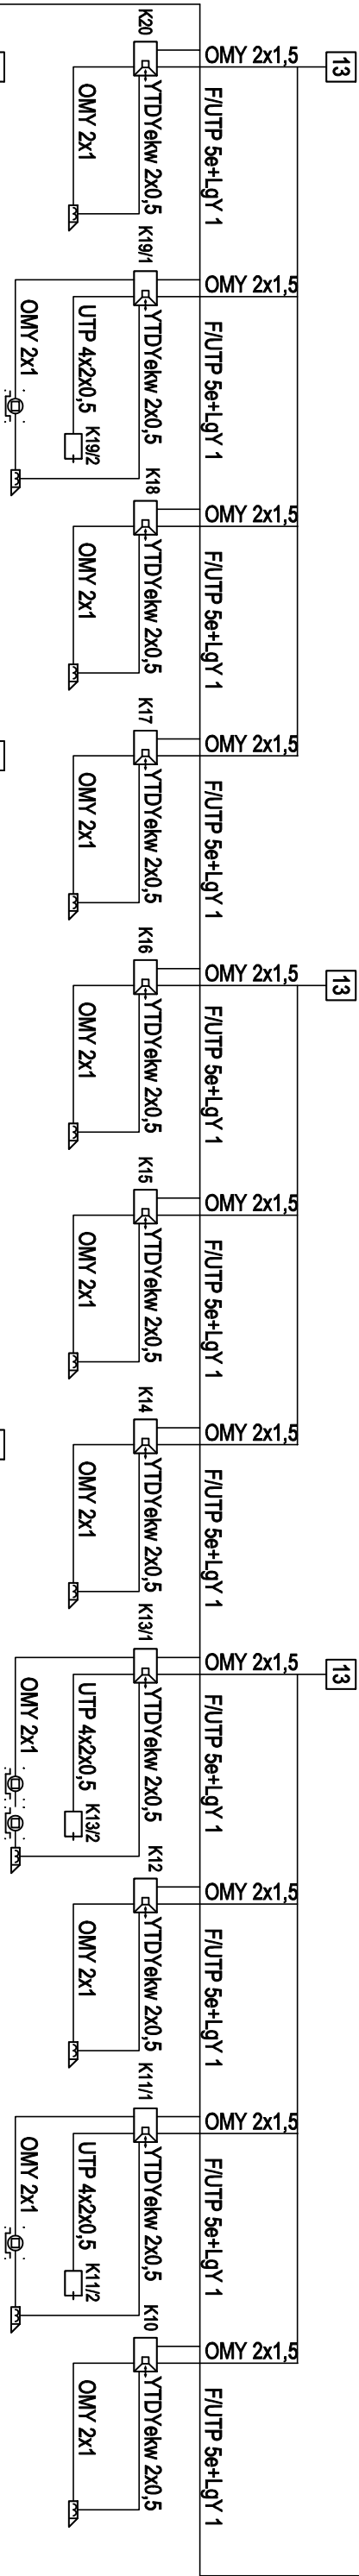 K20
OMY 2x1,5
13
F/UTP 5e+LgY 1
YTDYekw 2x0,5
OMY 2x1
K19/1
OMY 2x1,5
F/UTP 5e+LgY 1
YTDYekw 2x0,5
UTP 4x2x0,5
K19/2
OMY 2x1
K18
OMY 2x1,5
F/UTP 5e+LgY 1
YTDYekw 2x0,5
OMY 2x1
K17
OMY 2x1,5
F/UTP 5e+LgY 1
YTDYekw 2x0,5
OMY 2x1
K16
OMY 2x1,5
13
F/UTP 5e+LgY 1
YTDYekw 2x0,5
OMY 2x1
K15
OMY 2x1,5
F/UTP 5e+LgY 1
YTDYekw 2x0,5
OMY 2x1
K14
OMY 2x1,5
F/UTP 5e+LgY 1
YTDYekw 2x0,5
OMY 2x1
K13/1
OMY 2x1,5
13
F/UTP 5e+LgY 1
YTDYekw 2x0,5
UTP 4x2x0,5
K13/2
OMY 2x1
K12
OMY 2x1,5
F/UTP 5e+LgY 1
YTDYekw 2x0,5
OMY 2x1
K11/1
OMY 2x1,5
F/UTP 5e+LgY 1
YTDYekw 2x0,5
UTP 4x2x0,5
K11/2
OMY 2x1
K10
OMY 2x1,5
F/UTP 5e+LgY 1
YTDYekw 2x0,5
OMY 2x1